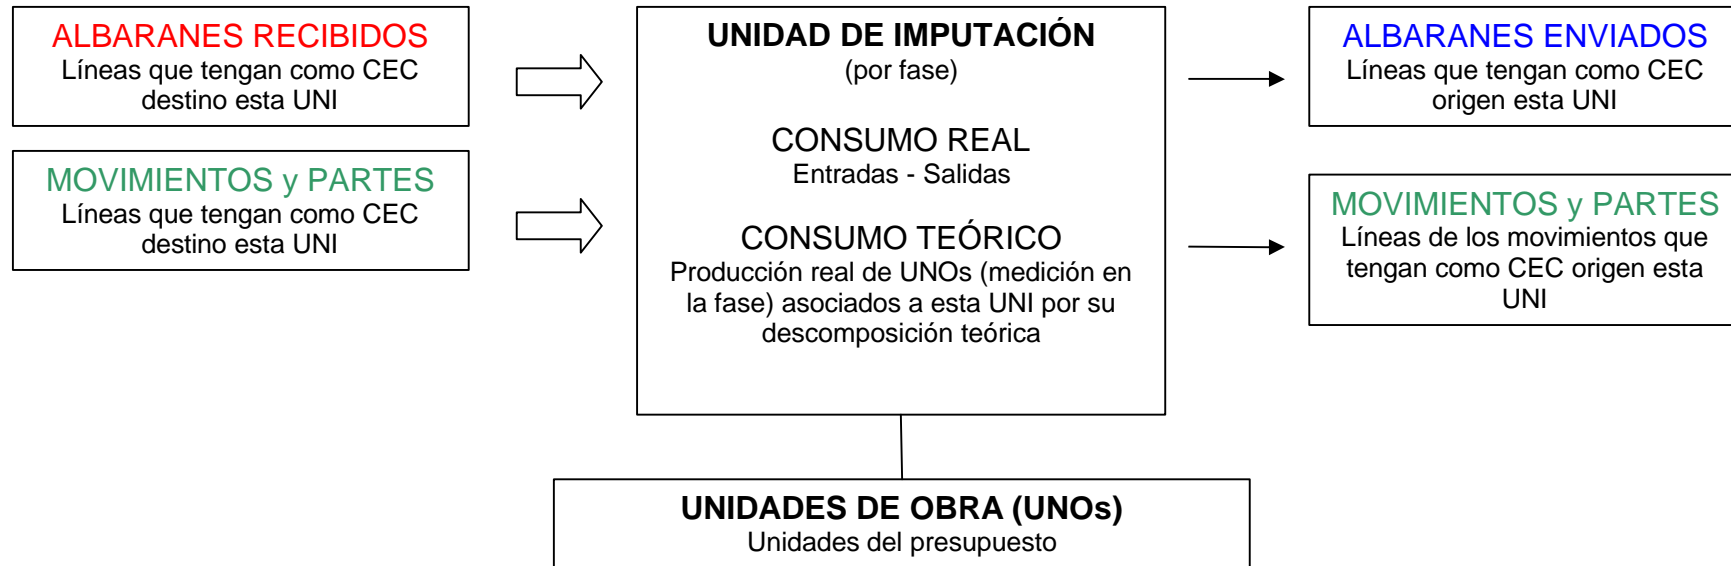 ALBARANES RECIBIDOS
Líneas que tengan como CEC
destino esta UNI
MOVIMIENTOS y PARTES
Líneas que tengan como CEC
destino esta UNI
UNIDAD DE IMPUTACIÓN
(por fase)
CONSUMO REAL
Entradas - Salidas
CONSUMO TEÓRICO
Producción real de UNOs (medición en
la fase) asociados a esta UNI por su
descomposición teórica
ALBARANES ENVIADOS
Líneas que tengan como CEC
origen esta UNI
MOVIMIENTOS y PARTES
Líneas de los movimientos que
tengan como CEC origen esta
UNI
UNIDADES DE OBRA (UNOs)
Unidades del presupuesto